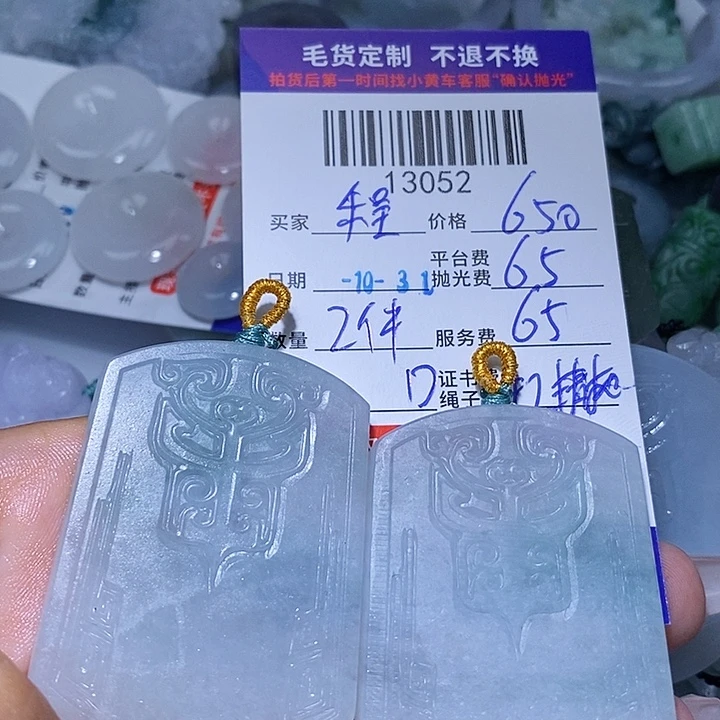 毛货定制 不退不换
拍货后第一时间找小黄车客服“确认抛光”
13052
买家 程 价格 650
平台费
日期 -10-31 抛光费 65
数量 2件 服务费 65
证书费
绳子